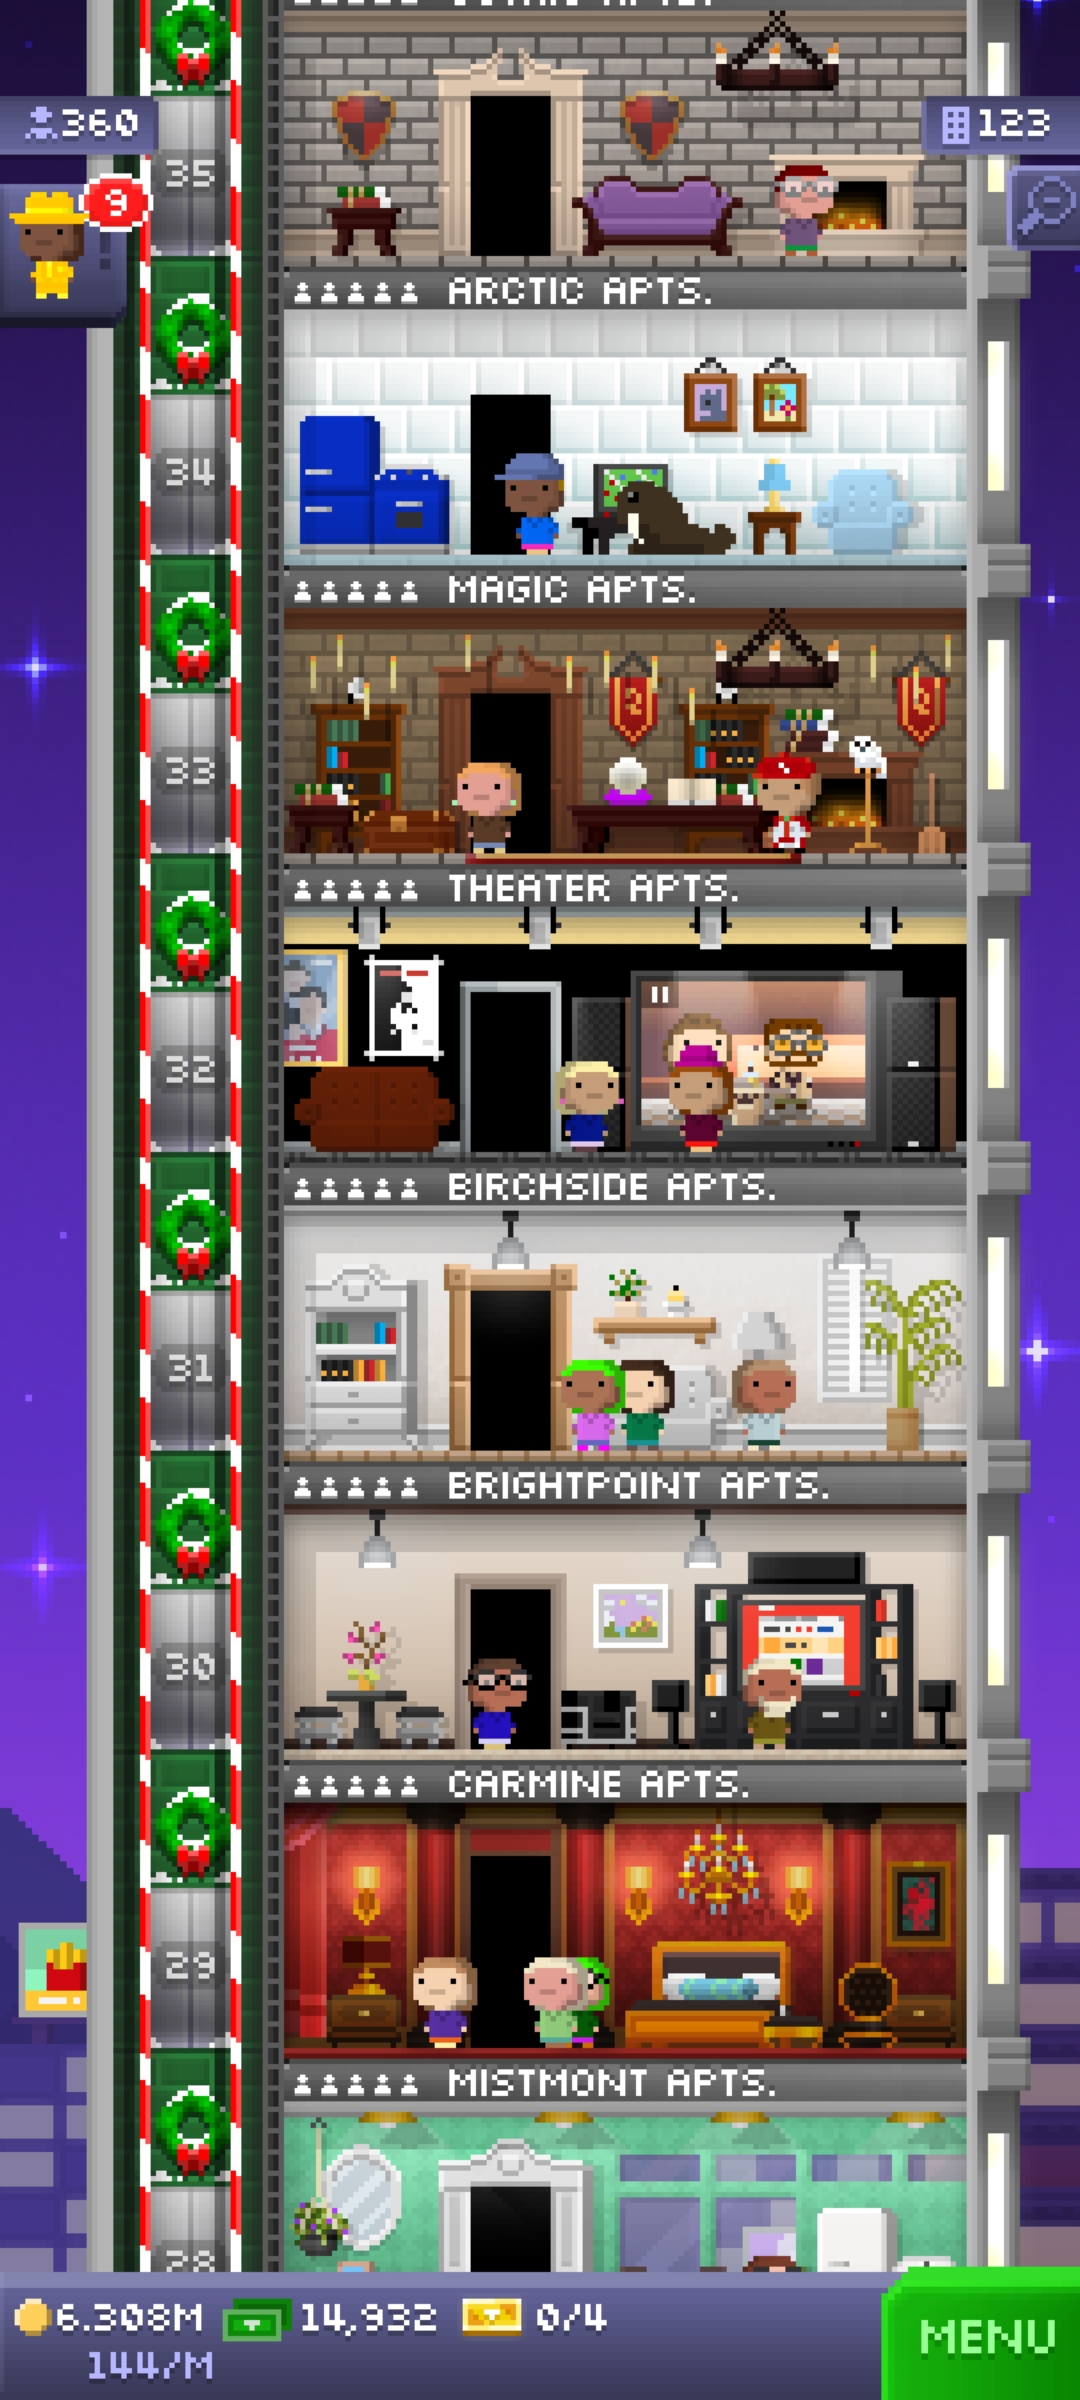 360
123
9
35
ARCTIC APTS.
34
MAGIC APTS.
33
THEATER APTS.
32
BIRCHSIDE APTS.
31
BRIGHTPOINT APTS.
30
CARMINE APTS.
29
MISTMONT APTS.
28
6.308M
14,932
0/4
144/M
MENU